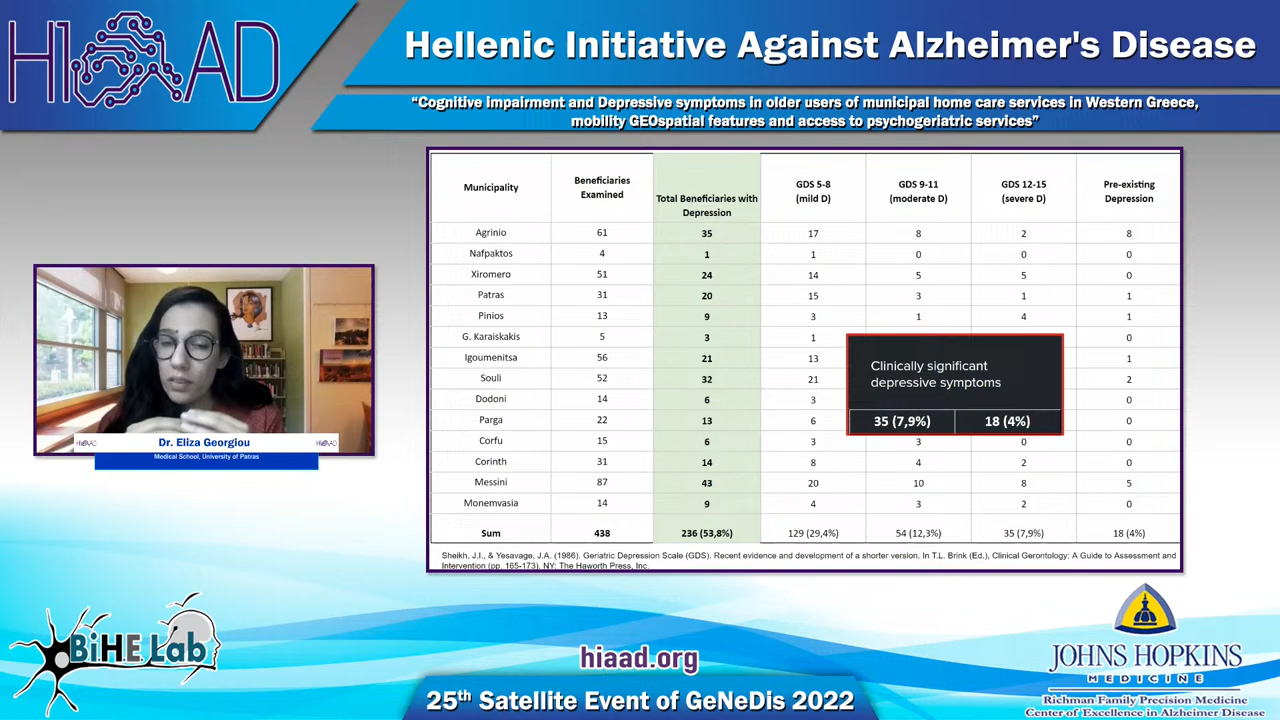 HIAAD
Hellenic Initiative Against Alzheimer's Disease
“Cognitive impairment and Depressive symptoms in older users of municipal home care services in Western Greece,
mobility GEOspatial features and access to psychogeriatric services”
Municipality Beneficiaries Examined Total Beneficiaries with Depression GDS 5-8 (mild D) GDS 9-11 (moderate D) GDS 12-15 (severe D) Pre-existing Depression
Agrinio 61 35 17 8 2 8
Nafpaktos 4 1 1 0 0 0
Xiromero 51 24 14 5 5 0
Patras 31 20 15 3 1 1
Pinios 13 9 3 1 4 1
G. Karaiskakis 5 3 1 0
Igoumenitsa 56 21 13 1
Souli 52 32 21 2
Dodoni 14 6 3 0
Parga 22 13 6 0
Corfu 15 6 3 3 0 0
Corinth 31 14 8 4 2 0
Messini 87 43 20 10 8 5
Monemvasia 14 9 4 3 2 0
Sum 438 236 (53,8%) 129 (29,4%) 54 (12,3%) 35 (7,9%) 18 (4%)
Clinically significant
depressive symptoms
35 (7,9%) 18 (4%)
Sheikh, J.I., & Yesavage, J.A. (1986). Geriatric Depression Scale (GDS). Recent evidence and development of a shorter version. In T.L. Brink (Ed.), Clinical Gerontology: A Guide to Assessment and
Intervention (pp. 165-173). NY: The Haworth Press, Inc.
HIAAD Dr. Eliza Georgiou HIAAD
Medical School, University of Patras
BiHE Lab
hiaad.org
25th Satellite Event of GeNeDis 2022
JOHNS HOPKINS
MEDICINE
Richman Family Precision Medicine
Center of Excellence in Alzheimer Disease